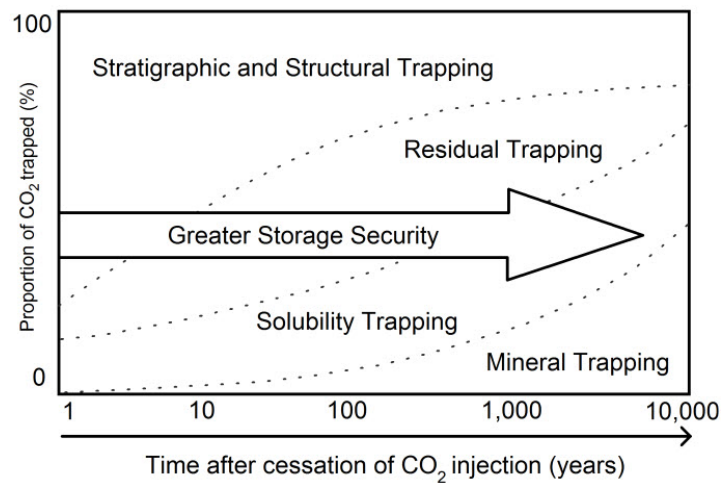 100
Stratigraphic and Structural Trapping
Residual Trapping
Proportion of CO2 trapped (%)
Greater Storage Security
Solubility Trapping
Mineral Trapping
0
1 10 100 1,000 10,000
Time after cessation of CO2 injection (years)